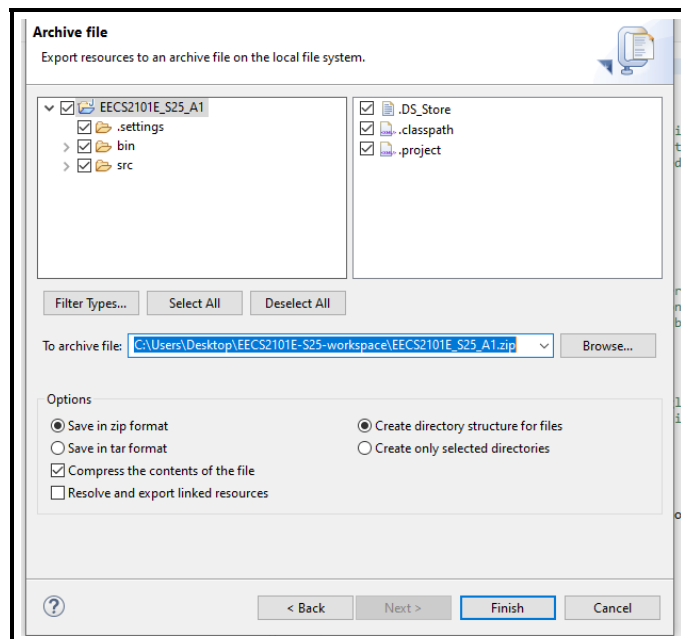 Archive file
Export resources to an archive file on the local file system.
EECS2101E_S25_A1
.settings
bin
src
.DS_Store
.classpath
.project
Filter Types...
Select All
Deselect All
To archive file:
C:\Users\Desktop\EECS2101E-S25-workspace\EECS2101E_S25_A1.zip
Browse...
Options
Save in zip format
Save in tar format
Compress the contents of the file
Resolve and export linked resources
Create directory structure for files
Create only selected directories
?
< Back
Next >
Finish
Cancel